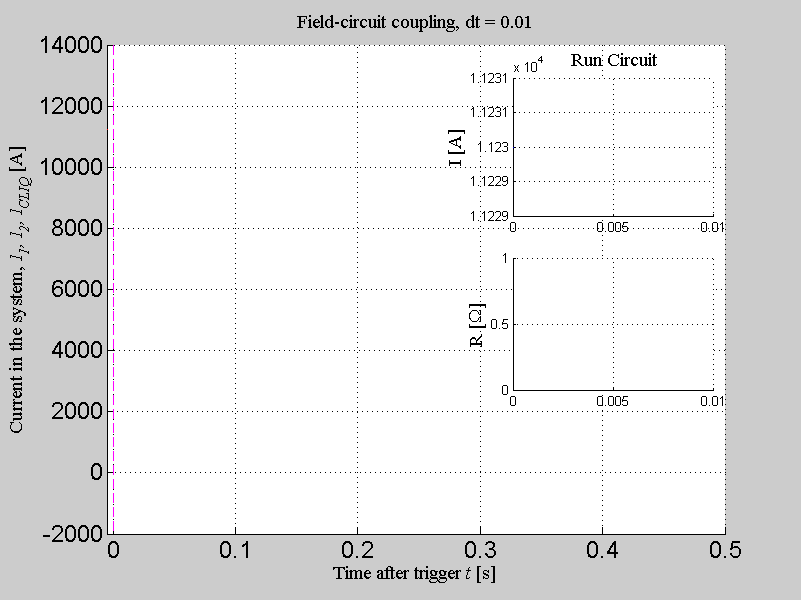 Field-circuit coupling, dt = 0.01
Current in the system, I_1, I_2, I_CLIQ [A]
14000
12000
10000
8000
6000
4000
2000
0
-2000
0 0.1 0.2 0.3 0.4 0.5
Time after trigger t [s]
Run Circuit
x 10^4
I [A]
1.1231
1.1231
1.123
1.1229
1.1229
0 0.005 0.01
R [Ω]
1
0.5
0
0 0.005 0.01